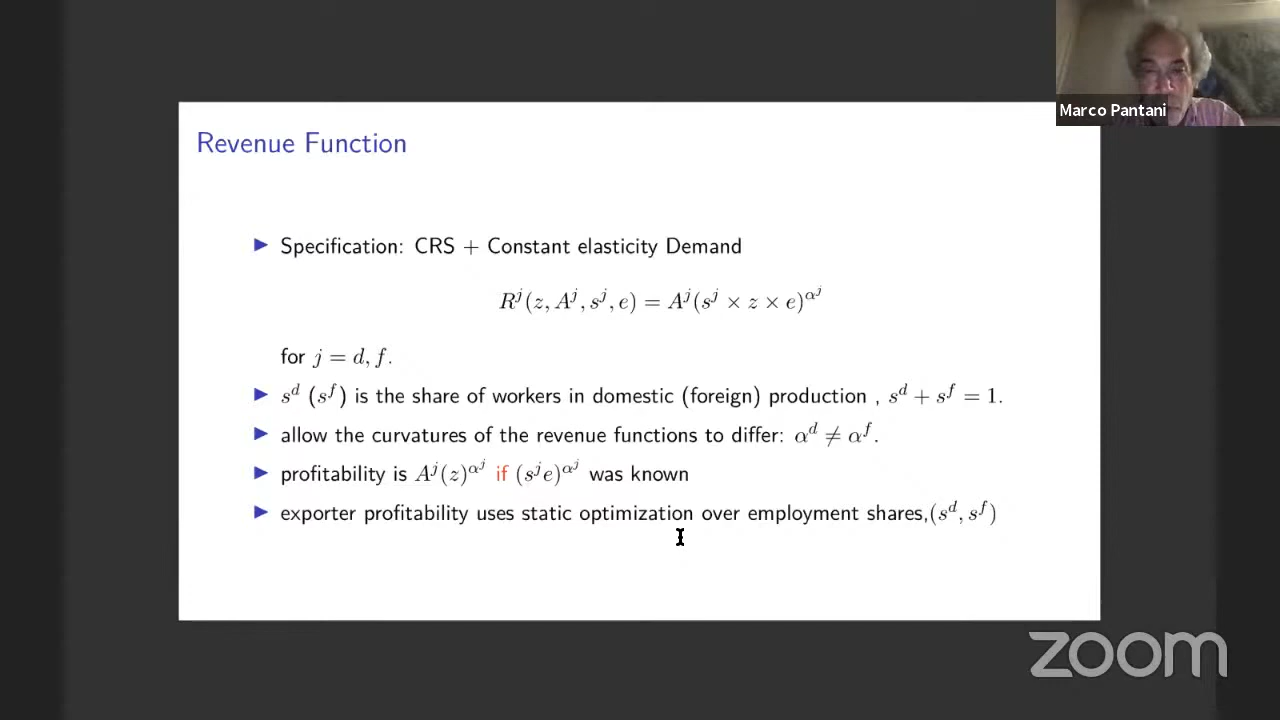 Marco Pantani
Revenue Function
▶ Specification: CRS + Constant elasticity Demand
R^j(z, A^j, s^j, e) = A^j(s^j × z × e)^{α^j}
for j = d, f.
▶ s^d (s^f) is the share of workers in domestic (foreign) production , s^d + s^f = 1.
▶ allow the curvatures of the revenue functions to differ: α^d ≠ α^f.
▶ profitability is A^j(z)^{α^j} if (s^j e)^{α^j} was known
▶ exporter profitability uses static optimization over employment shares,(s^d, s^f)
zoom